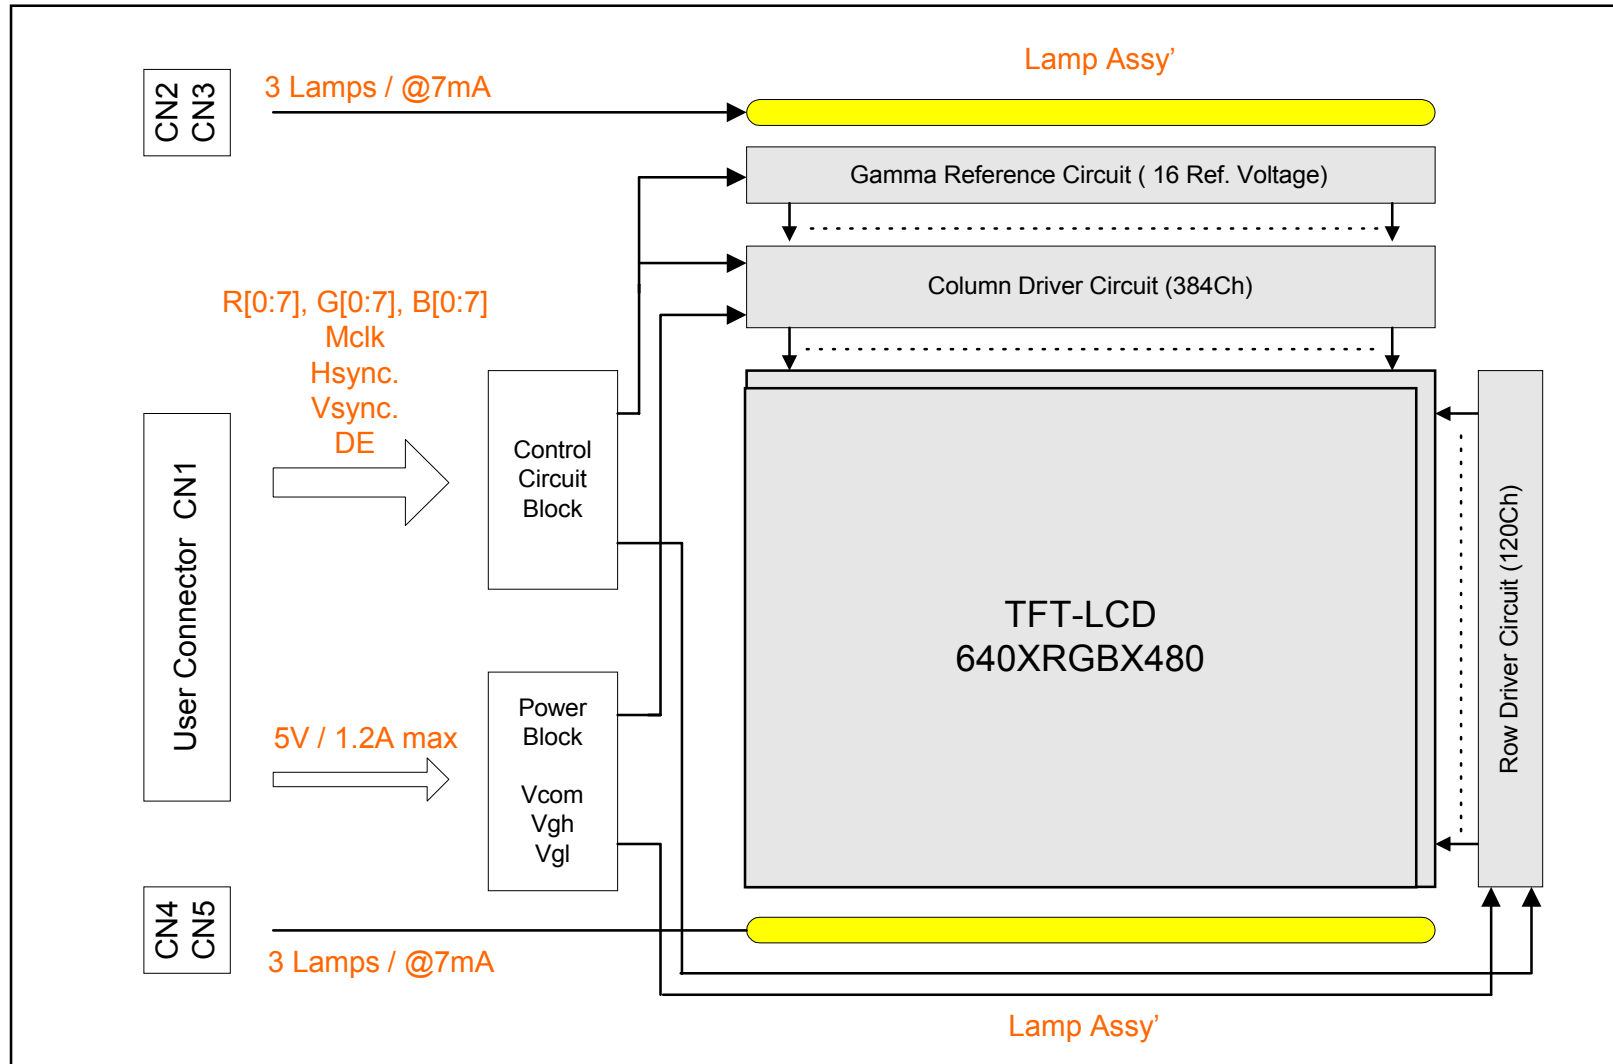 Lamp Assy’
CN2
CN3
3 Lamps / @7mA
Gamma Reference Circuit ( 16 Ref. Voltage)
Column Driver Circuit (384Ch)
R[0:7], G[0:7], B[0:7]
Mclk
Hsync.
Vsync.
DE
User Connector CN1
Control
Circuit
Block
TFT-LCD
640XRGBX480
Row Driver Circuit (120Ch)
5V / 1.2A max
Power
Block
Vcom
Vgh
Vgl
CN4
CN5
3 Lamps / @7mA
Lamp Assy’